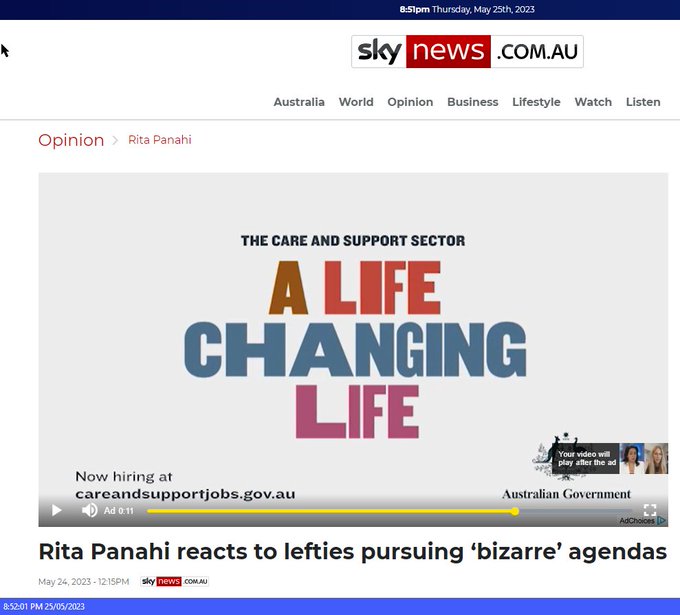 8:51pm Thursday, May 25th, 2023
sky news .COM.AU
Australia World Opinion Business Lifestyle Watch Listen
Opinion > Rita Panahi
THE CARE AND SUPPORT SECTOR
A LIFE
CHANGING
LIFE
Your video will
play after the ad
Now hiring at
careandsupportjobs.gov.au
Australian Government
Ad 0:11
AdChoices
Rita Panahi reacts to lefties pursuing ‘bizarre’ agendas
May 24, 2023 - 12:15PM sky news .COM.AU
8:52:01 PM 25/05/2023